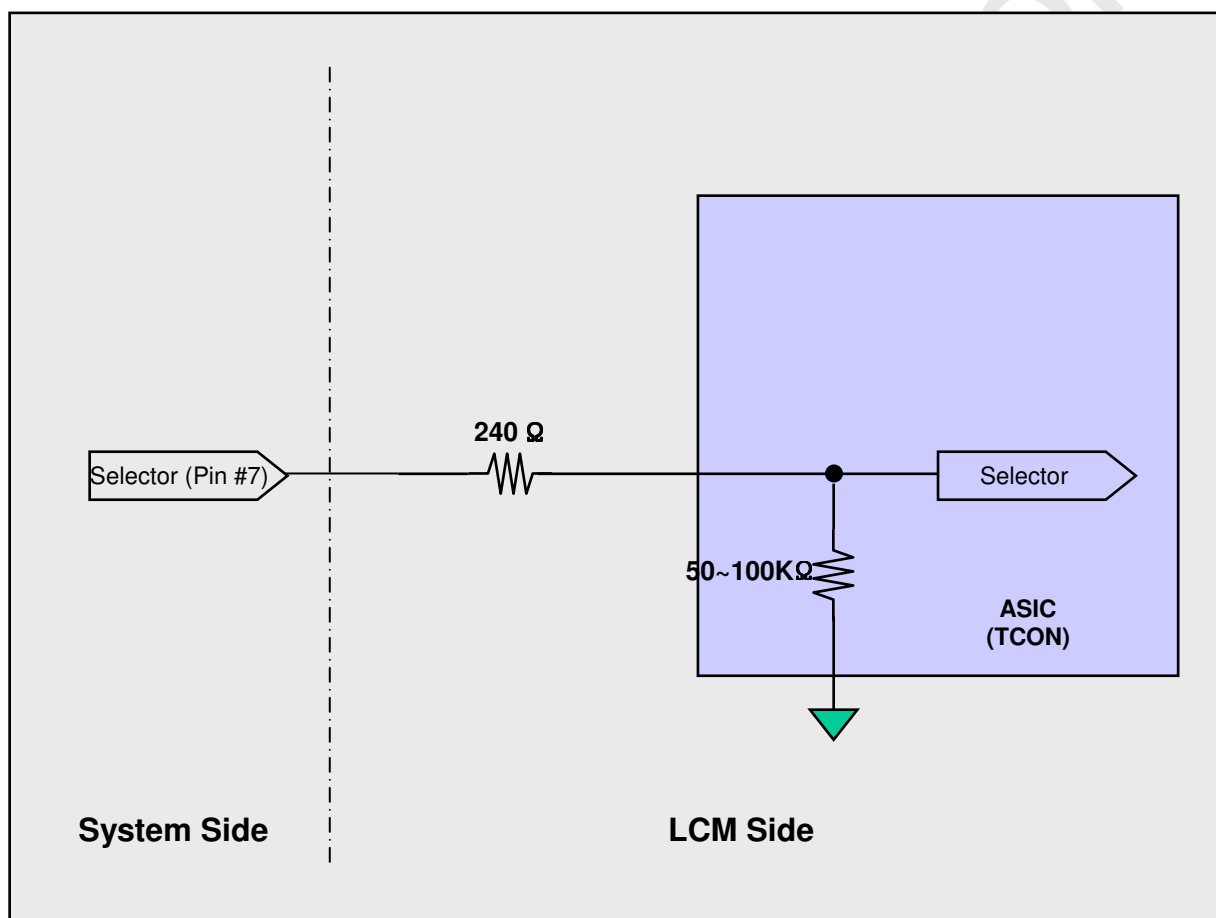 240 Ω
Selector (Pin #7)
Selector
50~100KΩ
ASIC
(TCON)
System Side
LCM Side